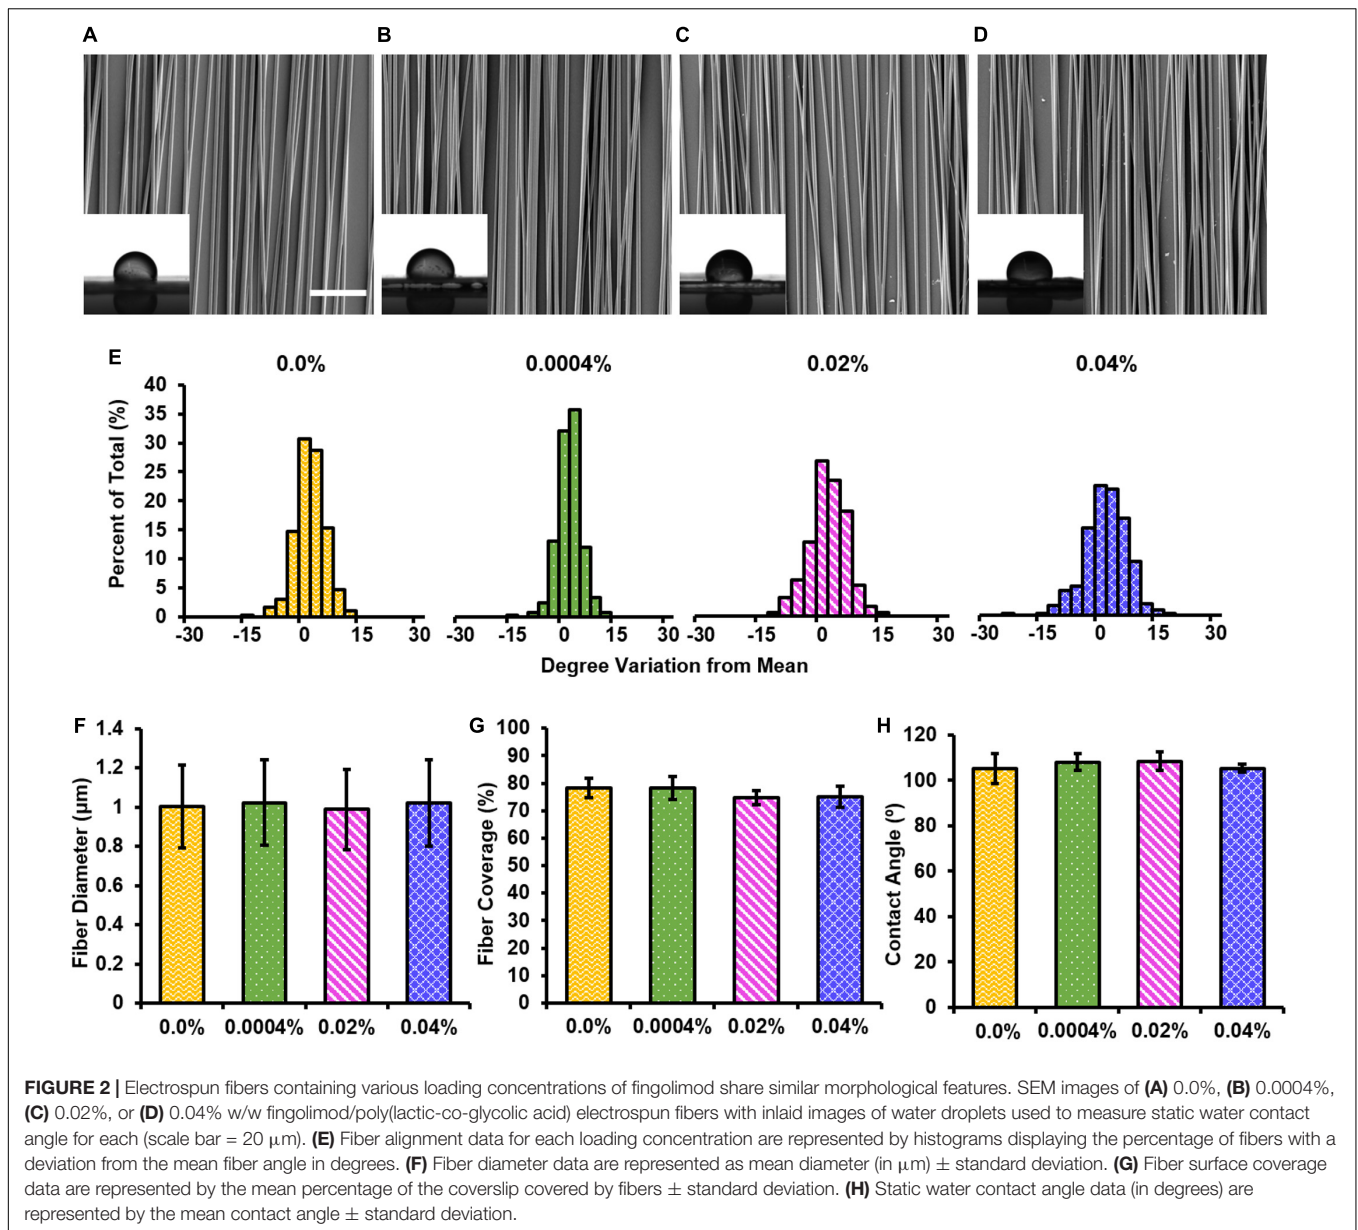 A B C D
E 0.0% 0.0004% 0.02% 0.04%
Percent of Total (%)
40
35
30
25
20
15
10
5
0
-30 -15 0 15 30 -30 -15 0 15 30 -30 -15 0 15 30 -30 -15 0 15 30
Degree Variation from Mean
F
Fiber Diameter (µm)
1.4
1.2
1
0.8
0.6
0.4
0.2
0
0.0% 0.0004% 0.02% 0.04%
G
Fiber Coverage (%)
100
90
80
70
60
50
40
30
20
10
0
0.0% 0.0004% 0.02% 0.04%
H
Contact Angle (º)
120
100
80
60
40
20
0
0.0% 0.0004% 0.02% 0.04%
FIGURE 2 | Electrospun fibers containing various loading concentrations of fingolimod share similar morphological features. SEM images of (A) 0.0%, (B) 0.0004%,
(C) 0.02%, or (D) 0.04% w/w fingolimod/poly(lactic-co-glycolic acid) electrospun fibers with inlaid images of water droplets used to measure static water contact
angle for each (scale bar = 20 µm). (E) Fiber alignment data for each loading concentration are represented by histograms displaying the percentage of fibers with a
deviation from the mean fiber angle in degrees. (F) Fiber diameter data are represented as mean diameter (in µm) ± standard deviation. (G) Fiber surface coverage
data are represented by the mean percentage of the coverslip covered by fibers ± standard deviation. (H) Static water contact angle data (in degrees) are
represented by the mean contact angle ± standard deviation.